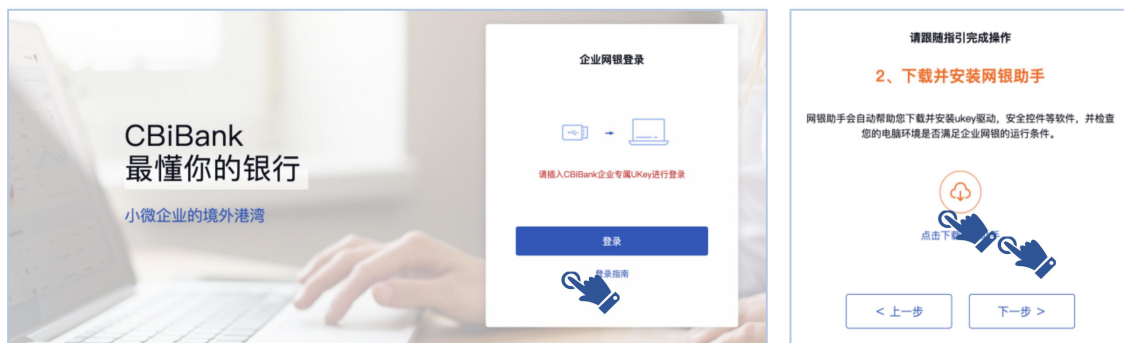 CBiBank
最懂你的银行
小微企业的境外港湾
企业网银登录
请插入CBiBank企业专属UKey进行登录
登录
登录指南
请跟随指引完成操作
2、下载并安装网银助手
网银助手会自动帮助您下载并安装ukey驱动，安全控件等软件，并检查
您的电脑环境是否满足企业网银的运行条件。
点击下载
< 上一步
下一步 >